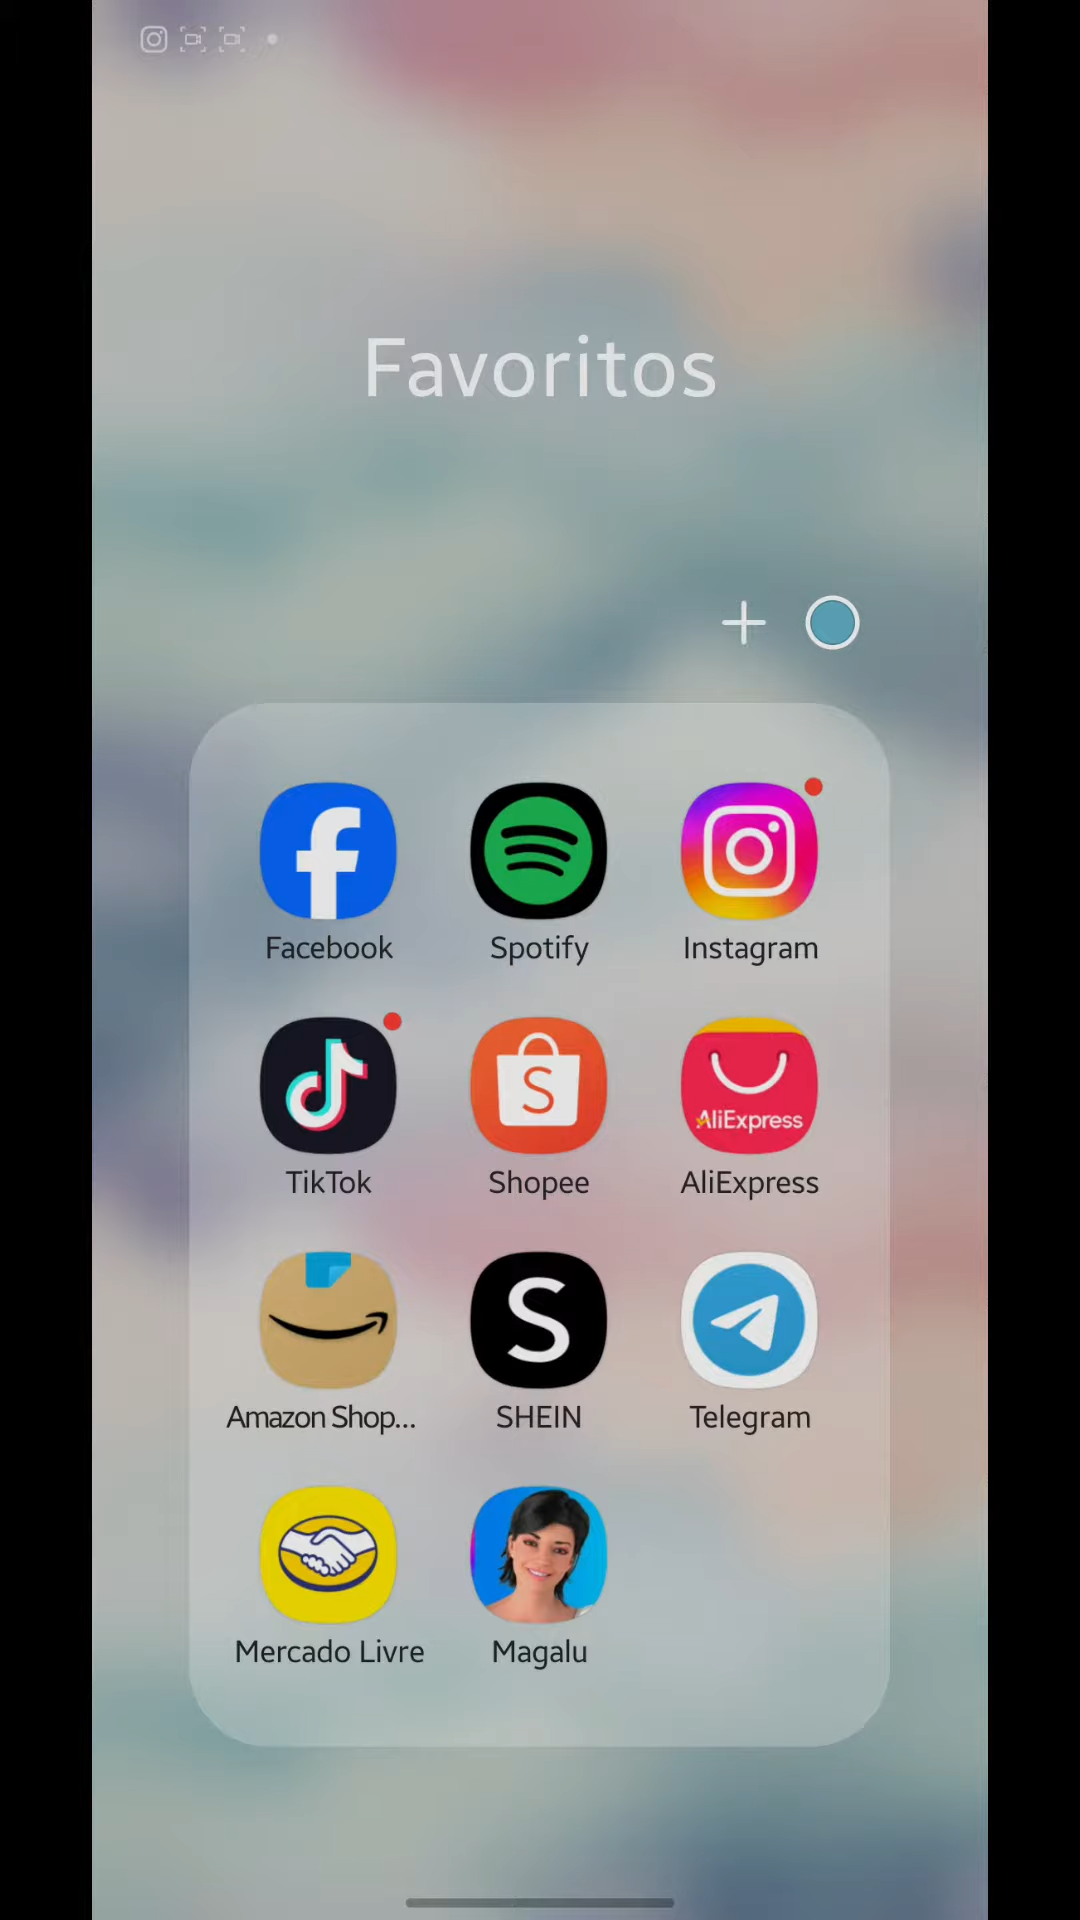 Favoritos
Facebook
Spotify
Instagram
AliExpress
TikTok
Shopee
AliExpress
Amazon Shop...
SHEIN
Telegram
Mercado Livre
Magalu